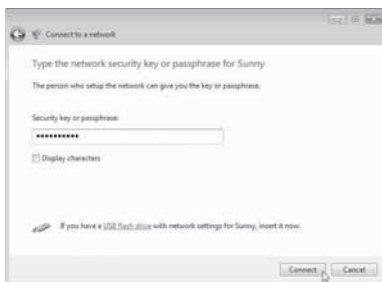 Connect to a network
Type the network security key or passphrase for Sunny
The person who setup the network can give you the key or passphrase.
Security key or passphrase:
••••••••••
Display characters
If you have a USB flash drive with network settings for Sunny, insert it now.
Connect Cancel